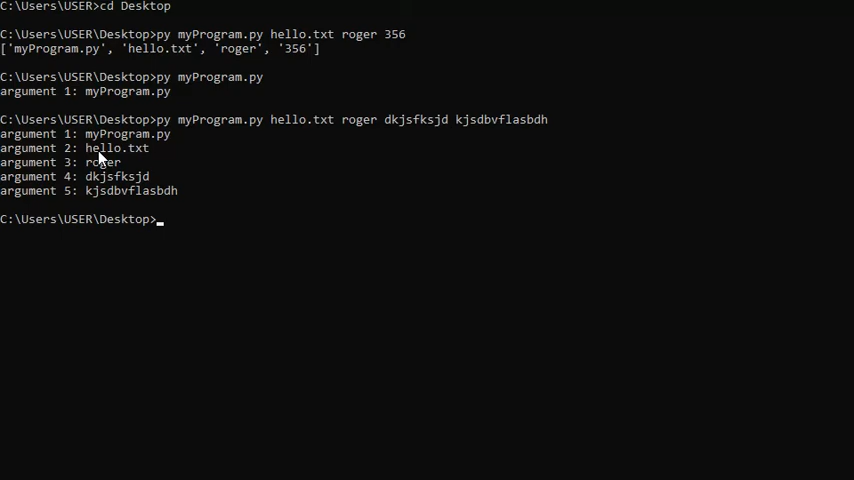 C:\Users\USER>cd Desktop
C:\Users\USER\Desktop>py myProgram.py hello.txt roger 356
['myProgram.py', 'hello.txt', 'roger', '356']
C:\Users\USER\Desktop>py myProgram.py
argument 1: myProgram.py
C:\Users\USER\Desktop>py myProgram.py hello.txt roger dkjsfksjd kjsdbvflasbdh
argument 1: myProgram.py
argument 2: hello.txt
argument 3: roger
argument 4: dkjsfksjd
argument 5: kjsdbvflasbdh
C:\Users\USER\Desktop>